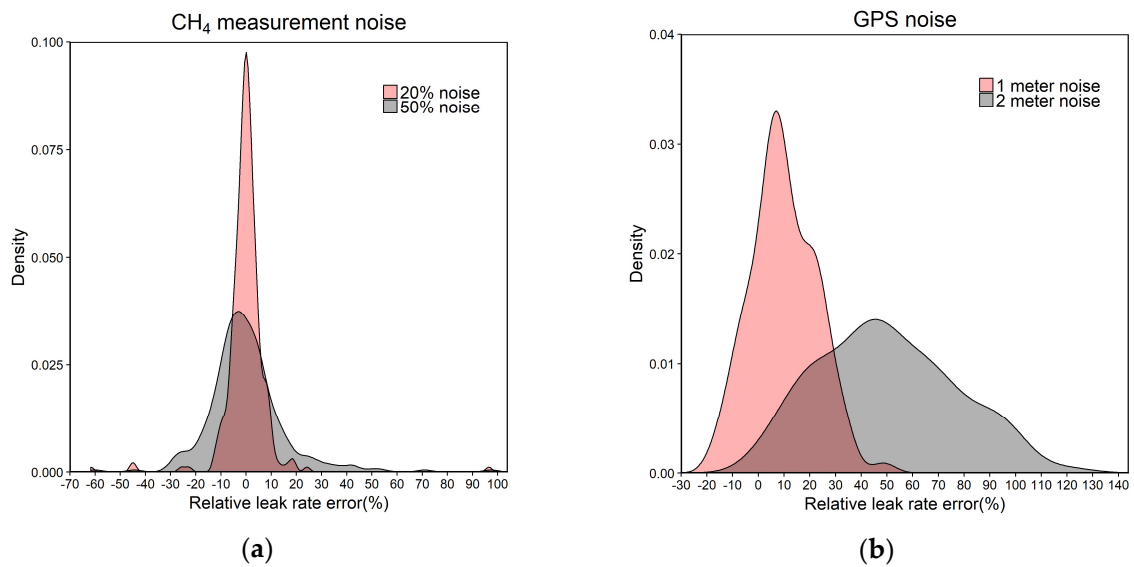 CH₄ measurement noise
0.100
0.075
0.050
0.025
0.000
Density
20% noise
50% noise
-70 -60 -50 -40 -30 -20 -10 0 10 20 30 40 50 60 70 80 90 100
Relative leak rate error(%)
(a)
GPS noise
0.04
0.03
0.02
0.01
0.00
Density
1 meter noise
2 meter noise
-30 -20 -10 0 10 20 30 40 50 60 70 80 90 100 110 120 130 140
Relative leak rate error(%)
(b)